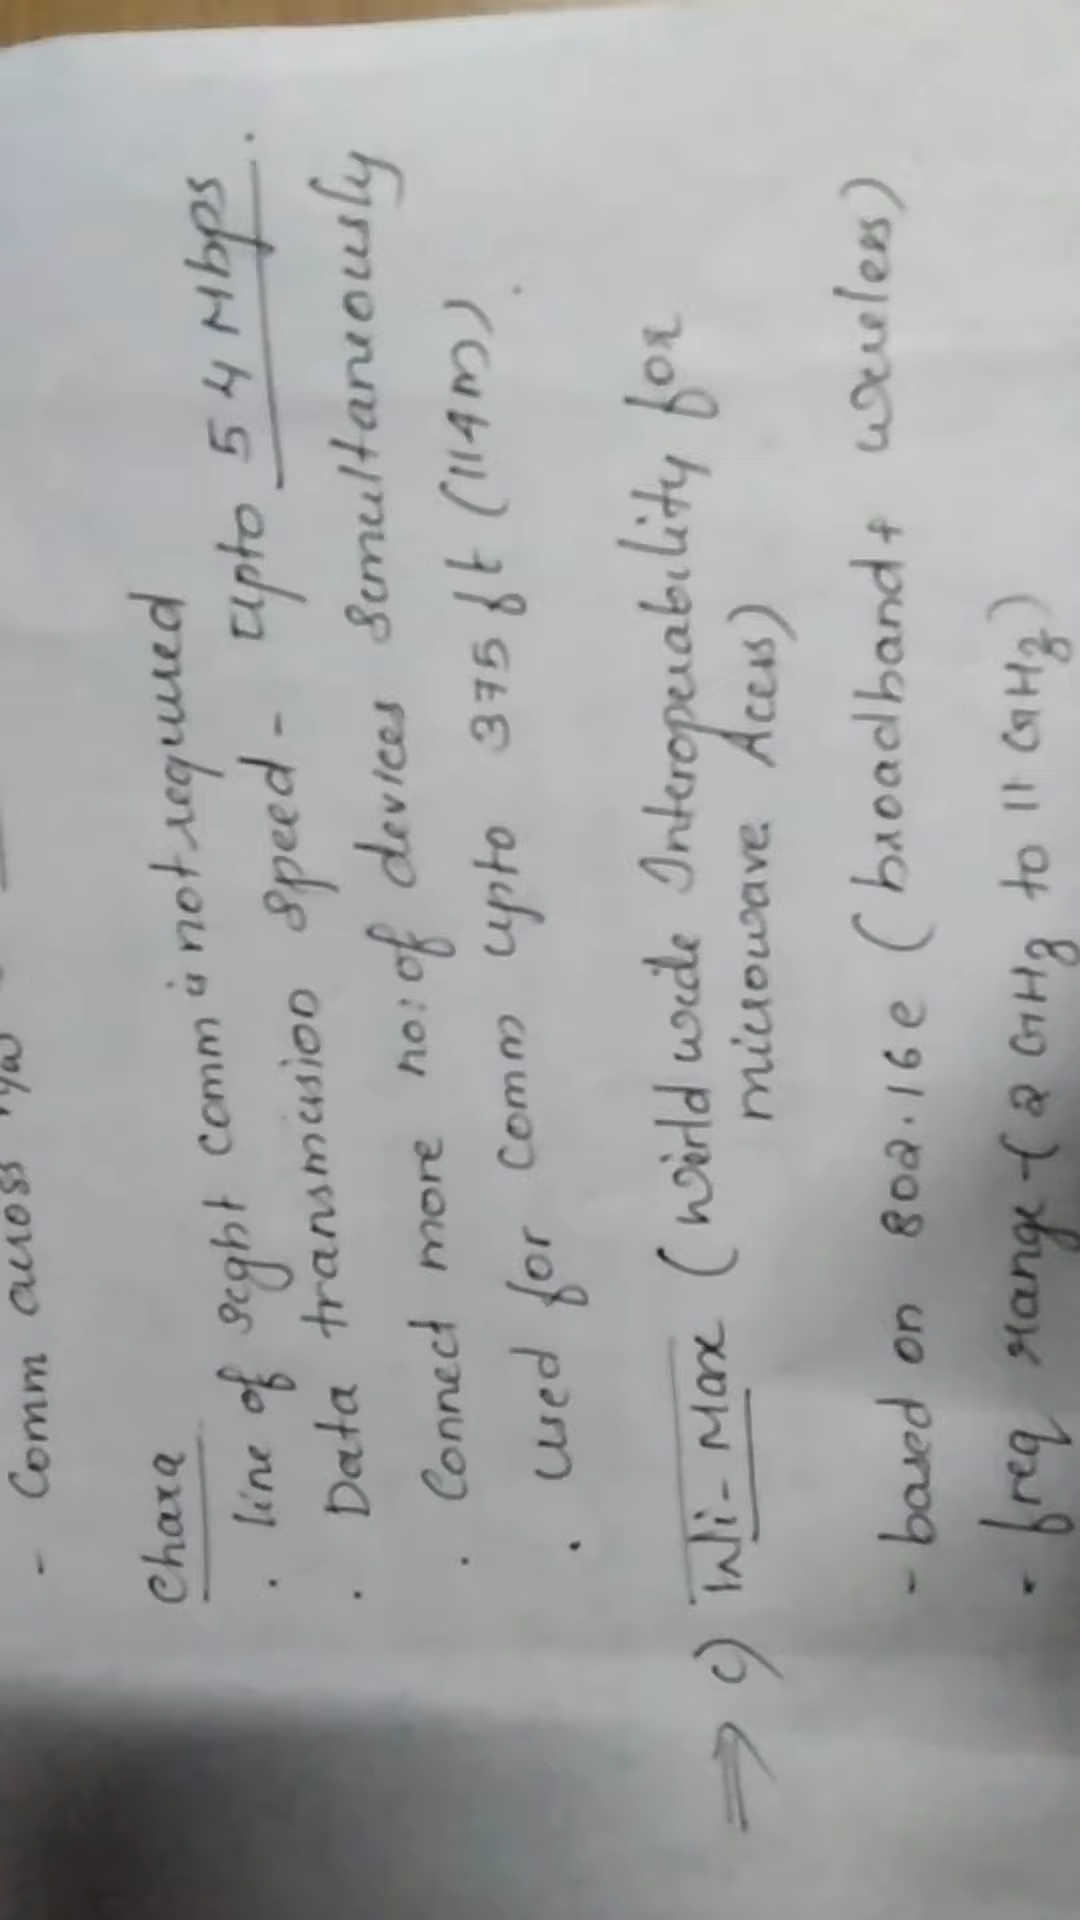 - Comm across
Chara
. line of sight comm is not required
. Data transmission speed - upto 54 Mbps.
. Connect more no: of devices simultaneously
. used for comm upto 375 ft (114m).
⇒ c) Wi-Max (World wide Interoperability for
microwave Acess)
- based on 802.16e (broadband + wireless)
- freq range - (2 GHz to 11 GHz)